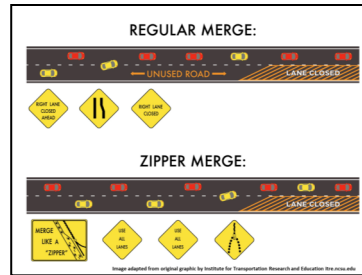 REGULAR MERGE:
UNUSED ROAD
LANE CLOSED
RIGHT LANE
CLOSED
AHEAD
RIGHT LANE
CLOSED
ZIPPER MERGE:
LANE CLOSED
MERGE
LIKE A
"ZIPPER"
USE
ALL
LANES
USE
ALL
LANES
Image adapted from original graphic by Institute for Transportation Research and Education itre.ncsu.edu